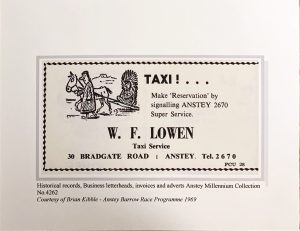 TAXI! . . .
Make 'Reservation' by
signalling ANSTEY 2670
Super Service.
W. F. LOWEN
Taxi Service
30 BRADGATE ROAD : ANSTEY. Tel. 2670
PCU 28
Historical records, Business letterheads, invoices and adverts Anstey Millennium Collection
No.4262
Courtesy of Brian Kibble - Anstey Barrow Race Programme 1969